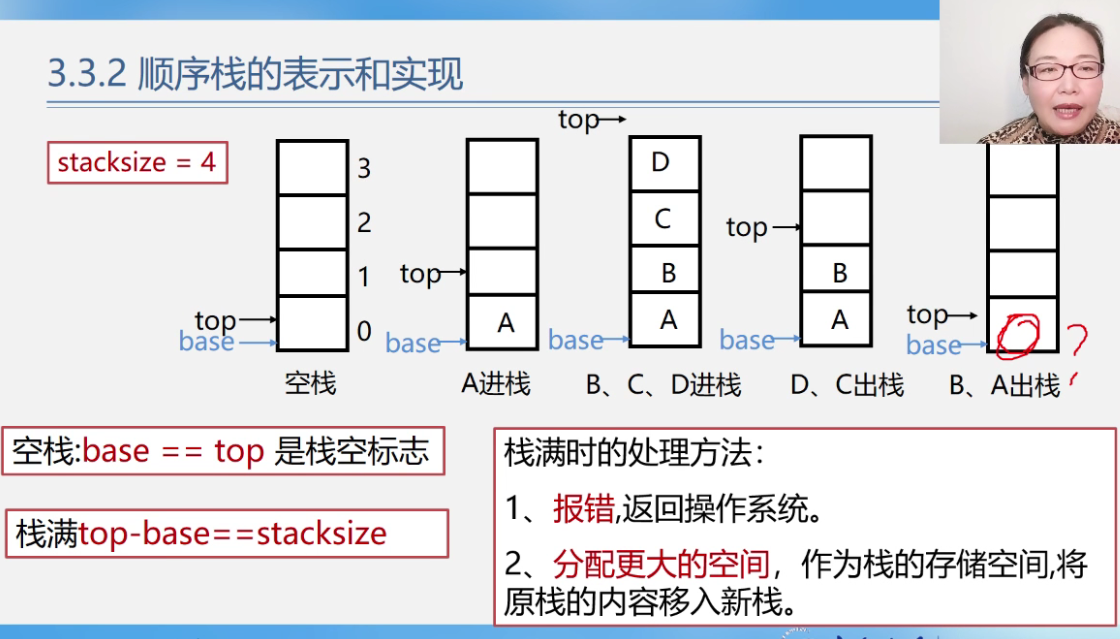 3.3.2 顺序栈的表示和实现
stacksize = 4
3
2
1
0
top
base
空栈
A
top
base
A进栈
top
D
C
B
A
base
B、C、D进栈
top
B
A
base
D、C出栈
top
base
?
B、A出栈
空栈:base == top 是栈空标志
栈满top-base==stacksize
栈满时的处理方法：
1、报错,返回操作系统。
2、分配更大的空间，作为栈的存储空间,将
原栈的内容移入新栈。